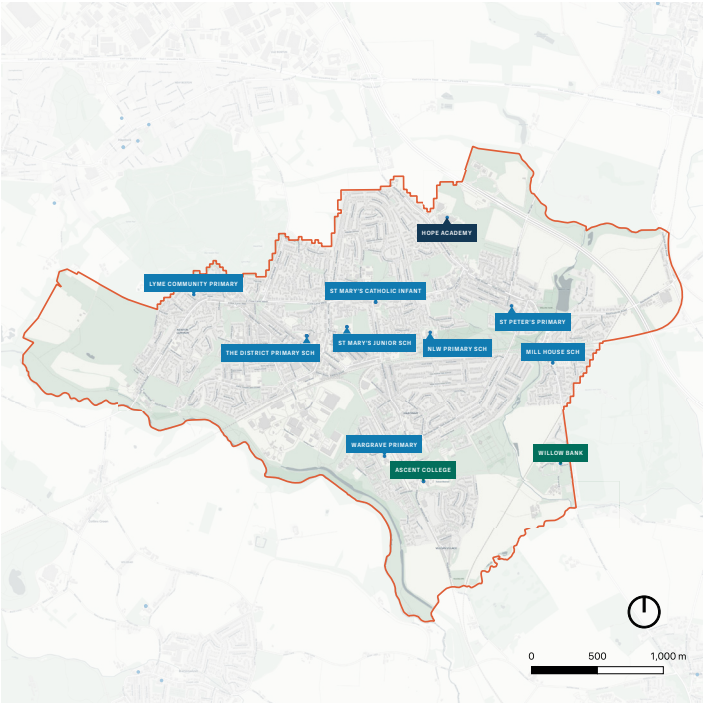 HOPE ACADEMY
LYME COMMUNITY PRIMARY
ST MARY'S CATHOLIC INFANT
ST PETER'S PRIMARY
ST MARY'S JUNIOR SCH
NLW PRIMARY SCH
THE DISTRICT PRIMARY SCH
MILL HOUSE SCH
WARGRAVE PRIMARY
WILLOW BANK
ASCENT COLLEGE
0 500 1,000 m